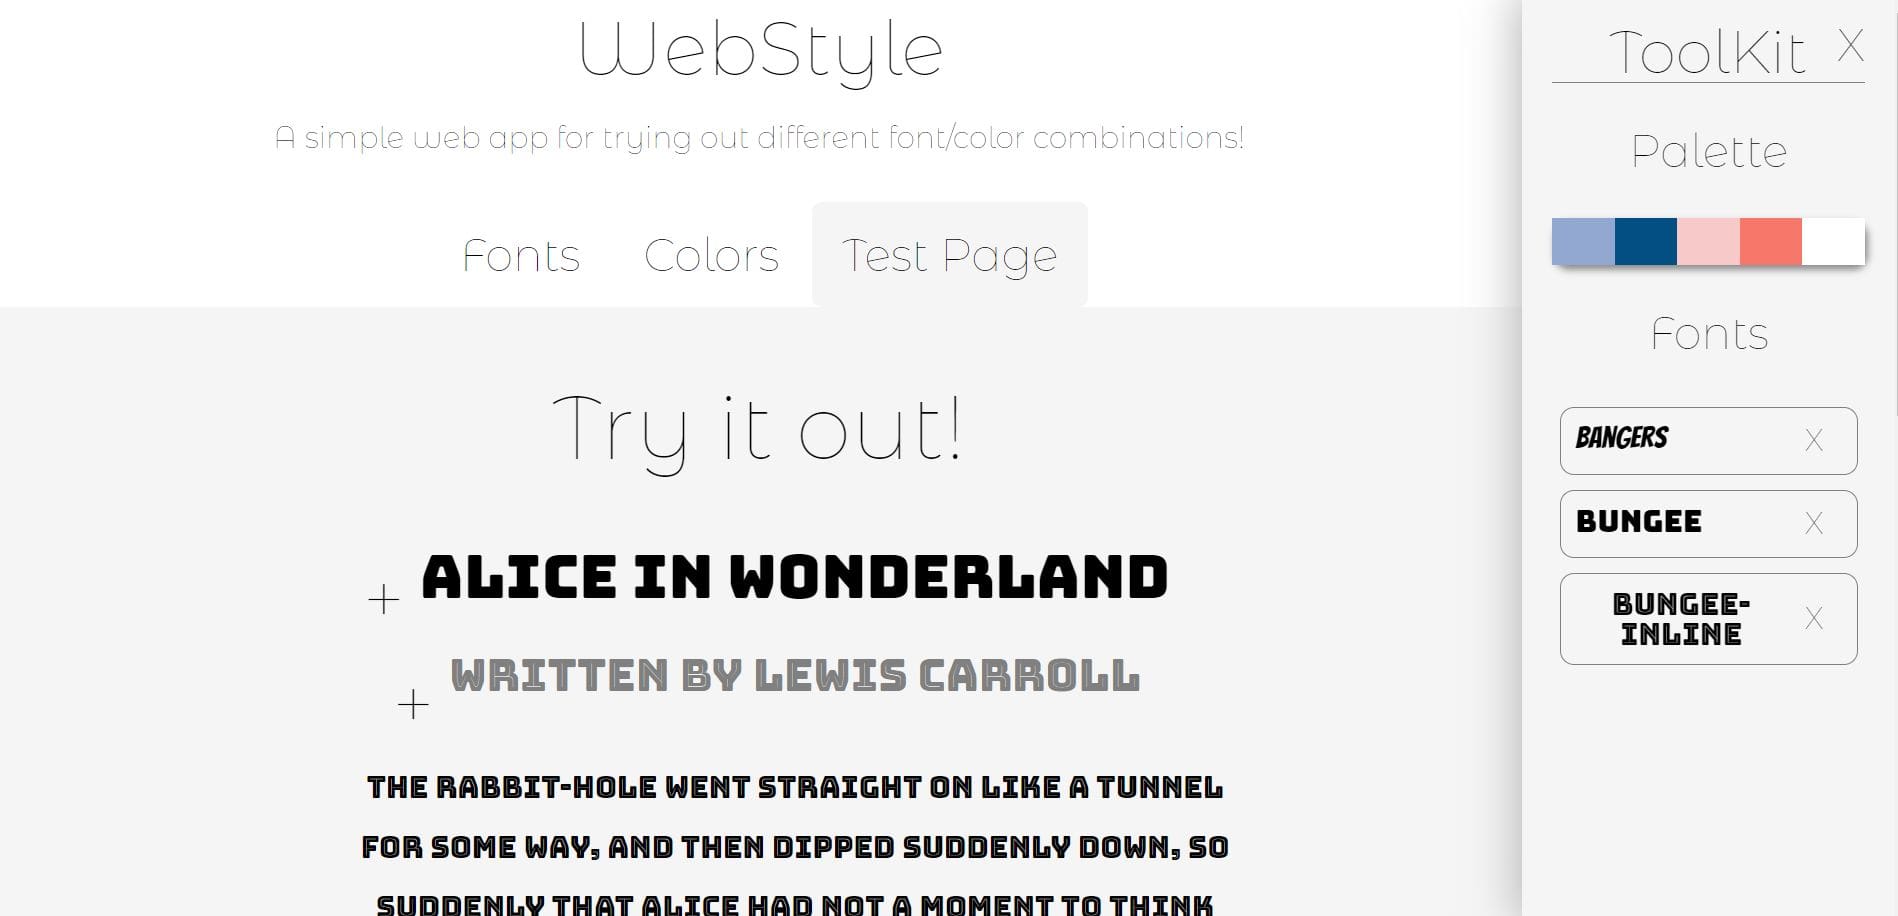 WebStyle
A simple web app for trying out different font/color combinations!
Fonts
Colors
Test Page
Try it out!
+ ALICE IN WONDERLAND
+ WRITTEN BY LEWIS CARROLL
THE RABBIT-HOLE WENT STRAIGHT ON LIKE A TUNNEL
FOR SOME WAY, AND THEN DIPPED SUDDENLY DOWN, SO
SUDDENLY THAT ALICE HAD NOT A MOMENT TO THINK
ToolKit X
Palette
Fonts
BANGERS X
BUNGEE X
BUNGEE-
INLINE X